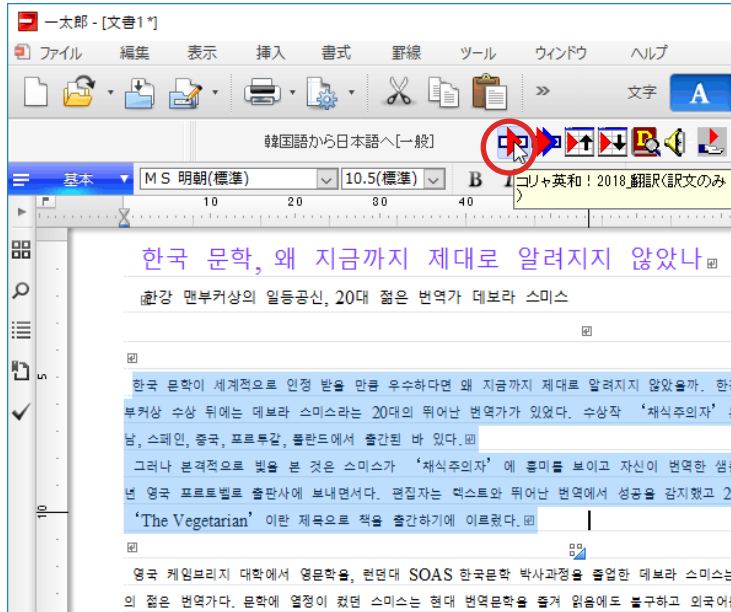 一太郎 - [文書1 *]
ファイル 編集 表示 挿入 書式 罫線 ツール ウィンドウ ヘルプ
» 文字 A
韓国語から日本語へ[一般]
基本 ＭＳ 明朝(標準) 10.5(標準) B
コリャ英和！2018_翻訳(訳文のみ
)
10 20 30 40
한국 문학, 왜 지금까지 제대로 알려지지 않았나
한강 맨부커상의 일등공신, 20대 젊은 번역가 데보라 스미스
5
한국 문학이 세계적으로 인정 받을 만큼 우수하다면 왜 지금까지 제대로 알려지지 않았을까.
부커상 수상 뒤에는 데보라 스미스라는 20대의 뛰어난 번역가가 있었다. 수상작 ‘채식주의자’
남, 스페인, 중국, 포르투갈, 폴란드에서 출간된 바 있다.
그러나 본격적으로 빛을 본 것은 스미스가 ‘채식주의자’ 에 흥미를 보이고 자신이 번역한
년 영국 포르토벨로 출판사에 보내면서다. 편집자는 텍스트와 뛰어난 번역에서 성공을 감지했고 2
10
‘The Vegetarian’ 이란 제목으로 책을 출간하기에 이르렀다.
영국 케임브리지 대학에서 영문학을, 런던대 SOAS 한국문학 박사과정을 졸업한 데보라 스미스는
의 젊은 번역가다. 문학에 열정이 컸던 스미스는 현대 번역문학을 즐겨 읽음에도 불구하고 외국어